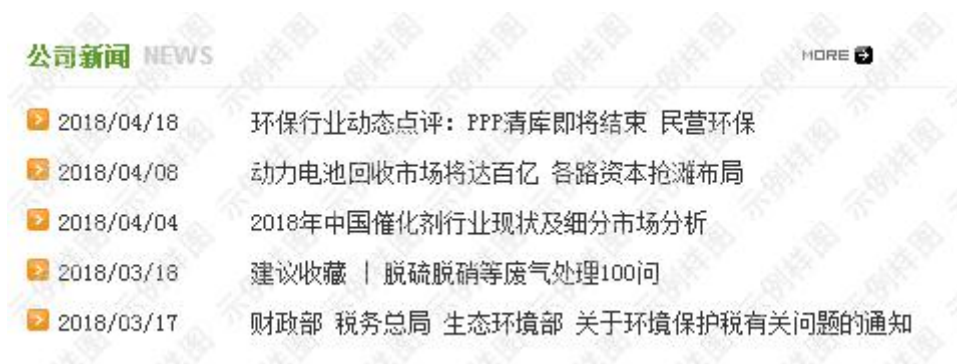 公司新闻 NEWS MORE
2018/04/18 环保行业动态点评：PPP清库即将结束 民营环保
2018/04/08 动力电池回收市场将达百亿 各路资本抢滩布局
2018/04/04 2018年中国催化剂行业现状及细分市场分析
2018/03/18 建议收藏 | 脱硫脱硝等废气处理100问
2018/03/17 财政部 税务总局 生态环境部 关于环境保护税有关问题的通知
示例样图